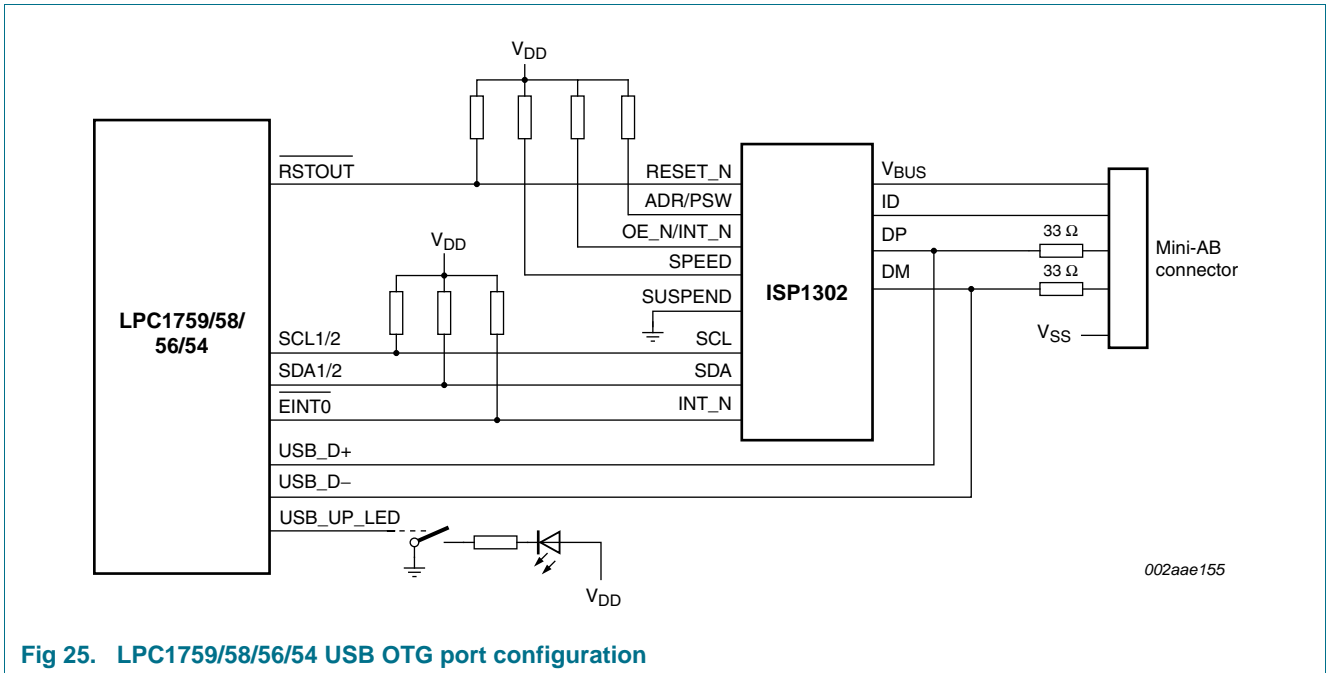 VDD
RSTOUT
RESET_N
VBUS
ADR/PSW
ID
OE_N/INT_N
DP
33 Ω
VDD
SPEED
DM
33 Ω
Mini-AB
connector
SUSPEND
ISP1302
LPC1759/58/
56/54
VSS
SCL1/2
SCL
SDA1/2
SDA
EINT0
INT_N
USB_D+
USB_D−
USB_UP_LED
VDD
002aae155
Fig 25. LPC1759/58/56/54 USB OTG port configuration